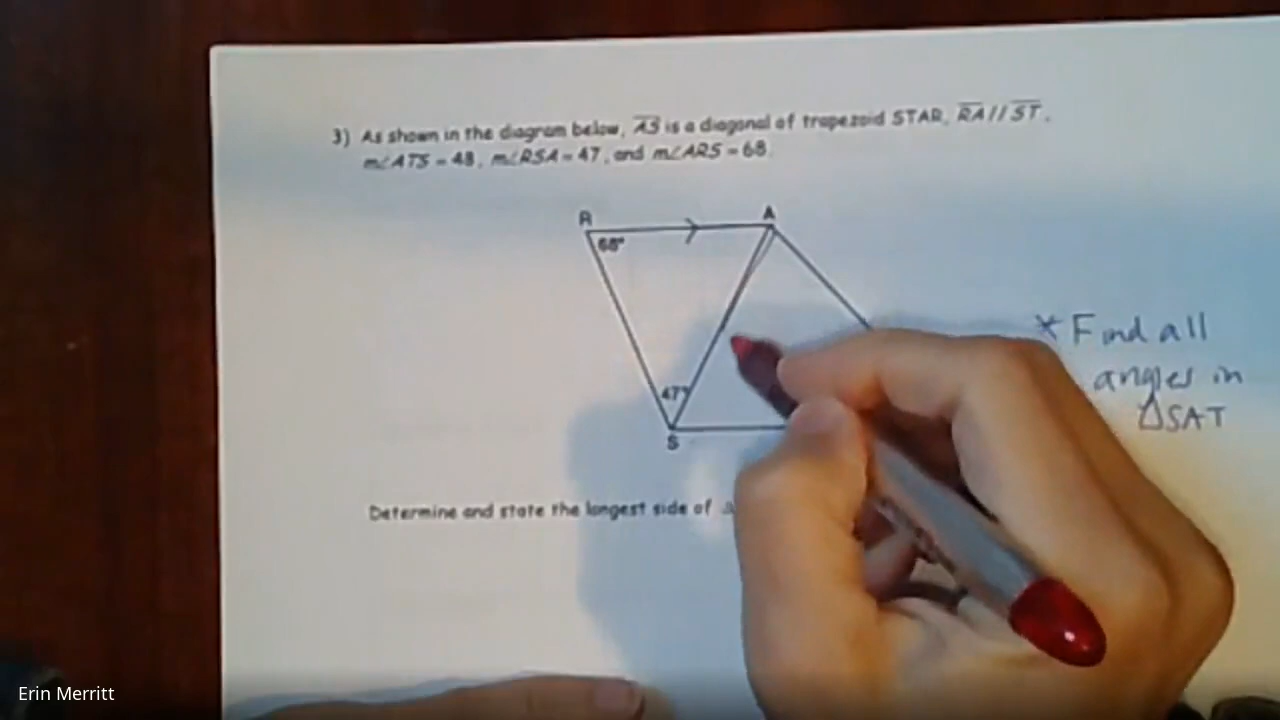 3) As shown in the diagram below, AS is a diagonal of trapezoid STAR, RA // ST,
m∠ATS = 48, m∠RSA = 47, and m∠ARS = 68.
R
A
68°
47°
S
* Find all
angles in
△SAT
Determine and state the longest side of
Erin Merritt